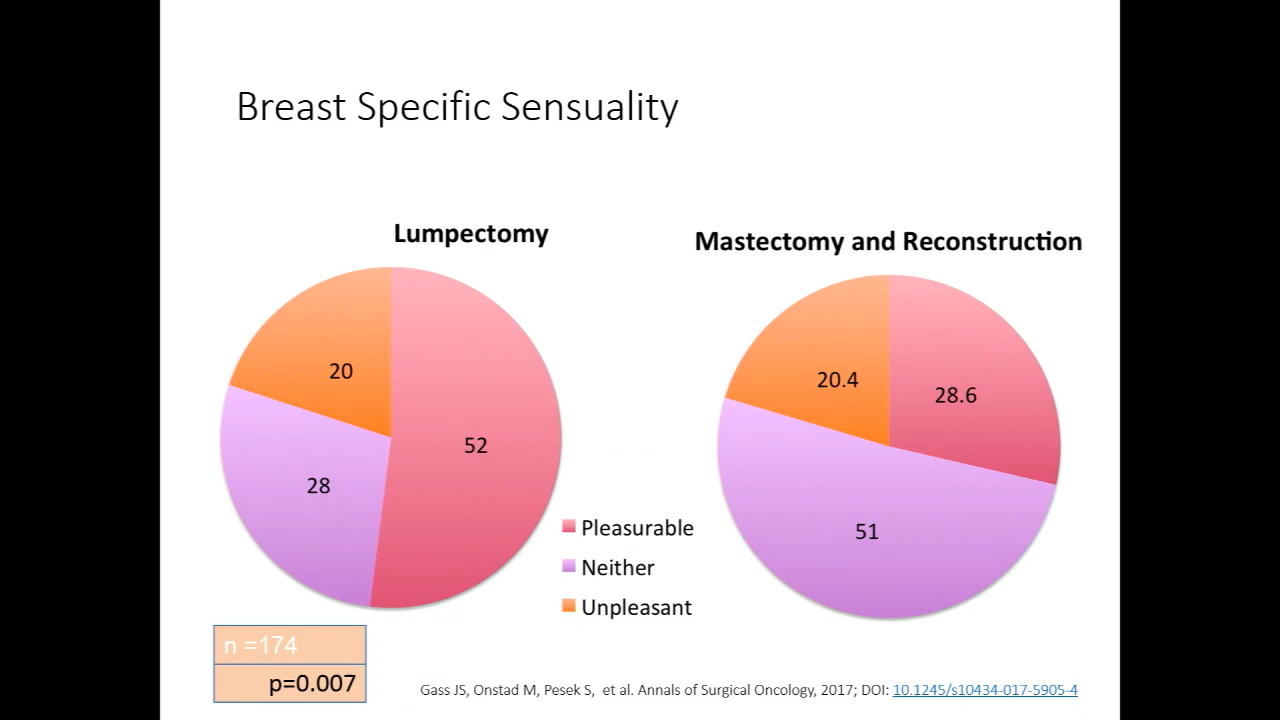 Breast Specific Sensuality
Lumpectomy
20
52
28
Mastectomy and Reconstruction
20.4
28.6
51
Pleasurable
Neither
Unpleasant
n =174
p=0.007
Gass JS, Onstad M, Pesek S, et al. Annals of Surgical Oncology, 2017; DOI: 10.1245/s10434-017-5905-4